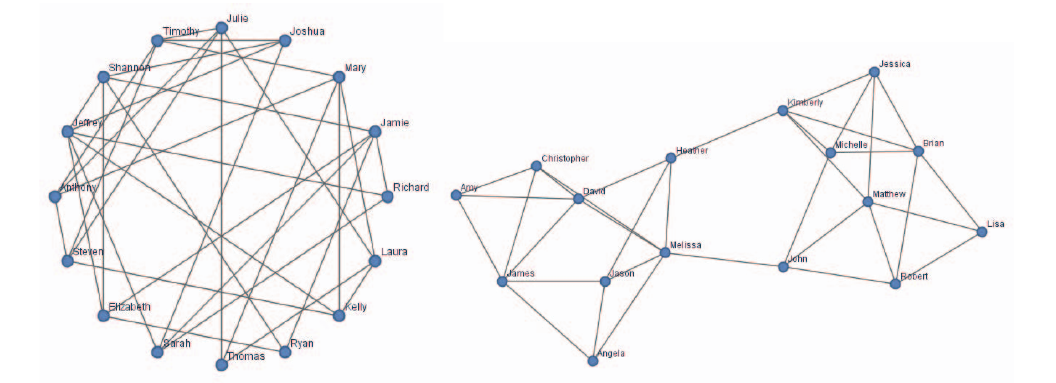 Julie
Timothy
Joshua
Shannon
Mary
Jeffrey
Jamie
Anthony
Richard
Steven
Laura
Elizabeth
Kelly
Sarah
Thomas
Ryan
Jessica
Kimberly
Michelle
Brian
Heather
Christopher
Amy
David
Matthew
Lisa
Melissa
John
James
Jason
Robert
Angela